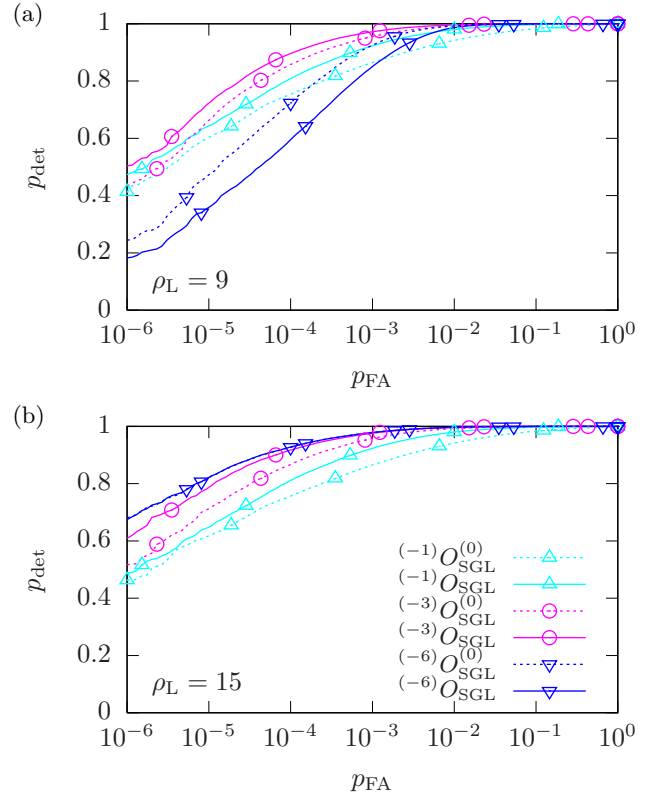 (a)
1
0.8
0.6
0.4
0.2
0
p_det
ρ_L = 9
10^−6 10^−5 10^−4 10^−3 10^−2 10^−1 10^0
p_FA
(b)
1
0.8
0.6
0.4
0.2
0
p_det
(−1)O_SGL^(0)
(−1)O_SGL
(−3)O_SGL^(0)
(−3)O_SGL
(−6)O_SGL^(0)
(−6)O_SGL
ρ_L = 15
10^−6 10^−5 10^−4 10^−3 10^−2 10^−1 10^0
p_FA